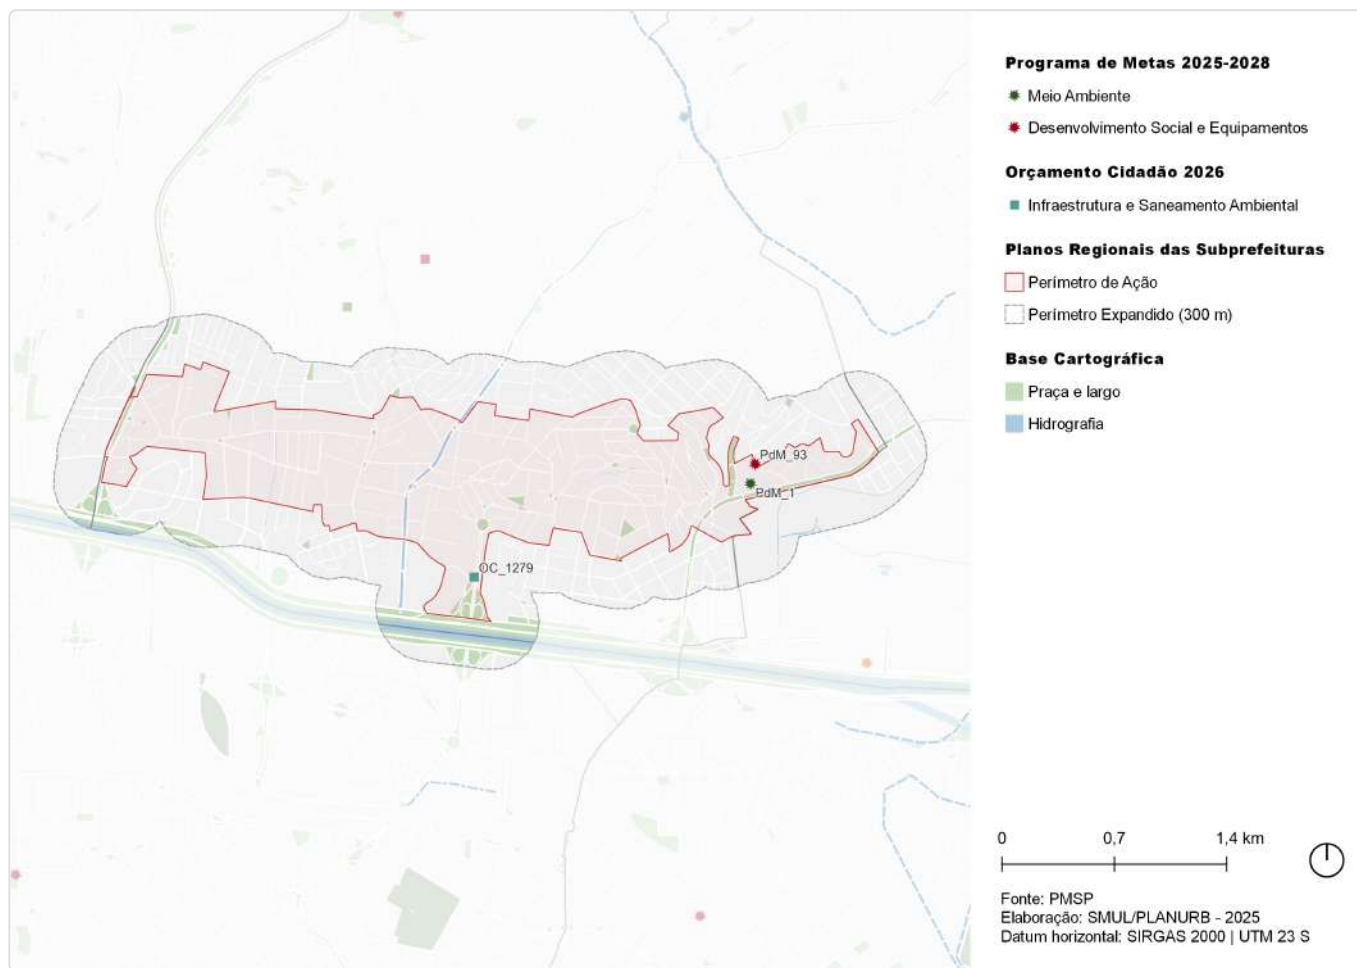 Programa de Metas 2025-2028
Meio Ambiente
Desenvolvimento Social e Equipamentos
Orçamento Cidadão 2026
Infraestrutura e Saneamento Ambiental
Planos Regionais das Subprefeituras
Perímetro de Ação
Perímetro Expandido (300 m)
Base Cartográfica
Praça e largo
Hidrografia
PdM_93
PdM_1
OC_1279
0 0,7 1,4 km
Fonte: PMSP
Elaboração: SMUL/PLANURB - 2025
Datum horizontal: SIRGAS 2000 | UTM 23 S